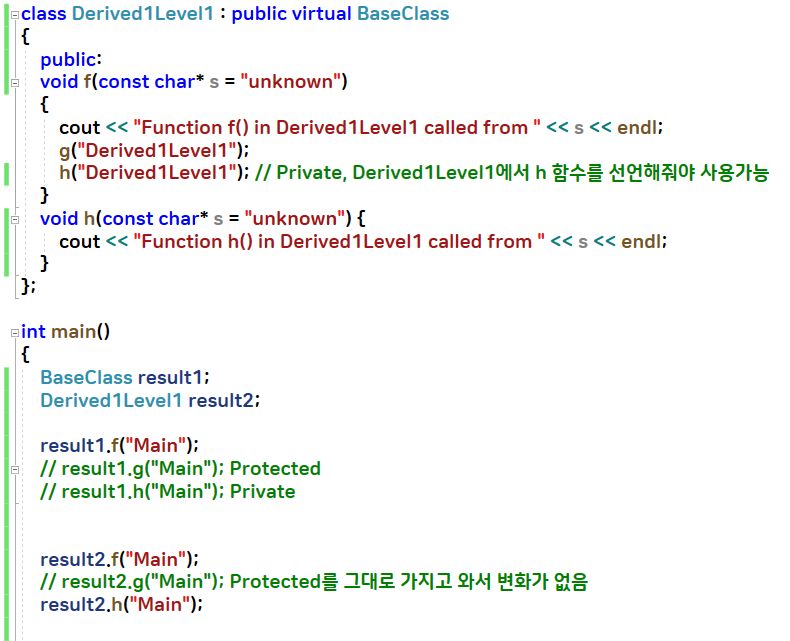 class Derived1Level1 : public virtual BaseClass
{
public:
void f(const char* s = "unknown")
{
cout << "Function f() in Derived1Level1 called from " << s << endl;
g("Derived1Level1");
h("Derived1Level1"); // Private, Derived1Level1에서 h 함수를 선언해줘야 사용가능
}
void h(const char* s = "unknown") {
cout << "Function h() in Derived1Level1 called from " << s << endl;
}
};
int main()
{
BaseClass result1;
Derived1Level1 result2;
result1.f("Main");
// result1.g("Main"); Protected
// result1.h("Main"); Private
result2.f("Main");
// result2.g("Main"); Protected를 그대로 가지고 와서 변화가 없음
result2.h("Main");